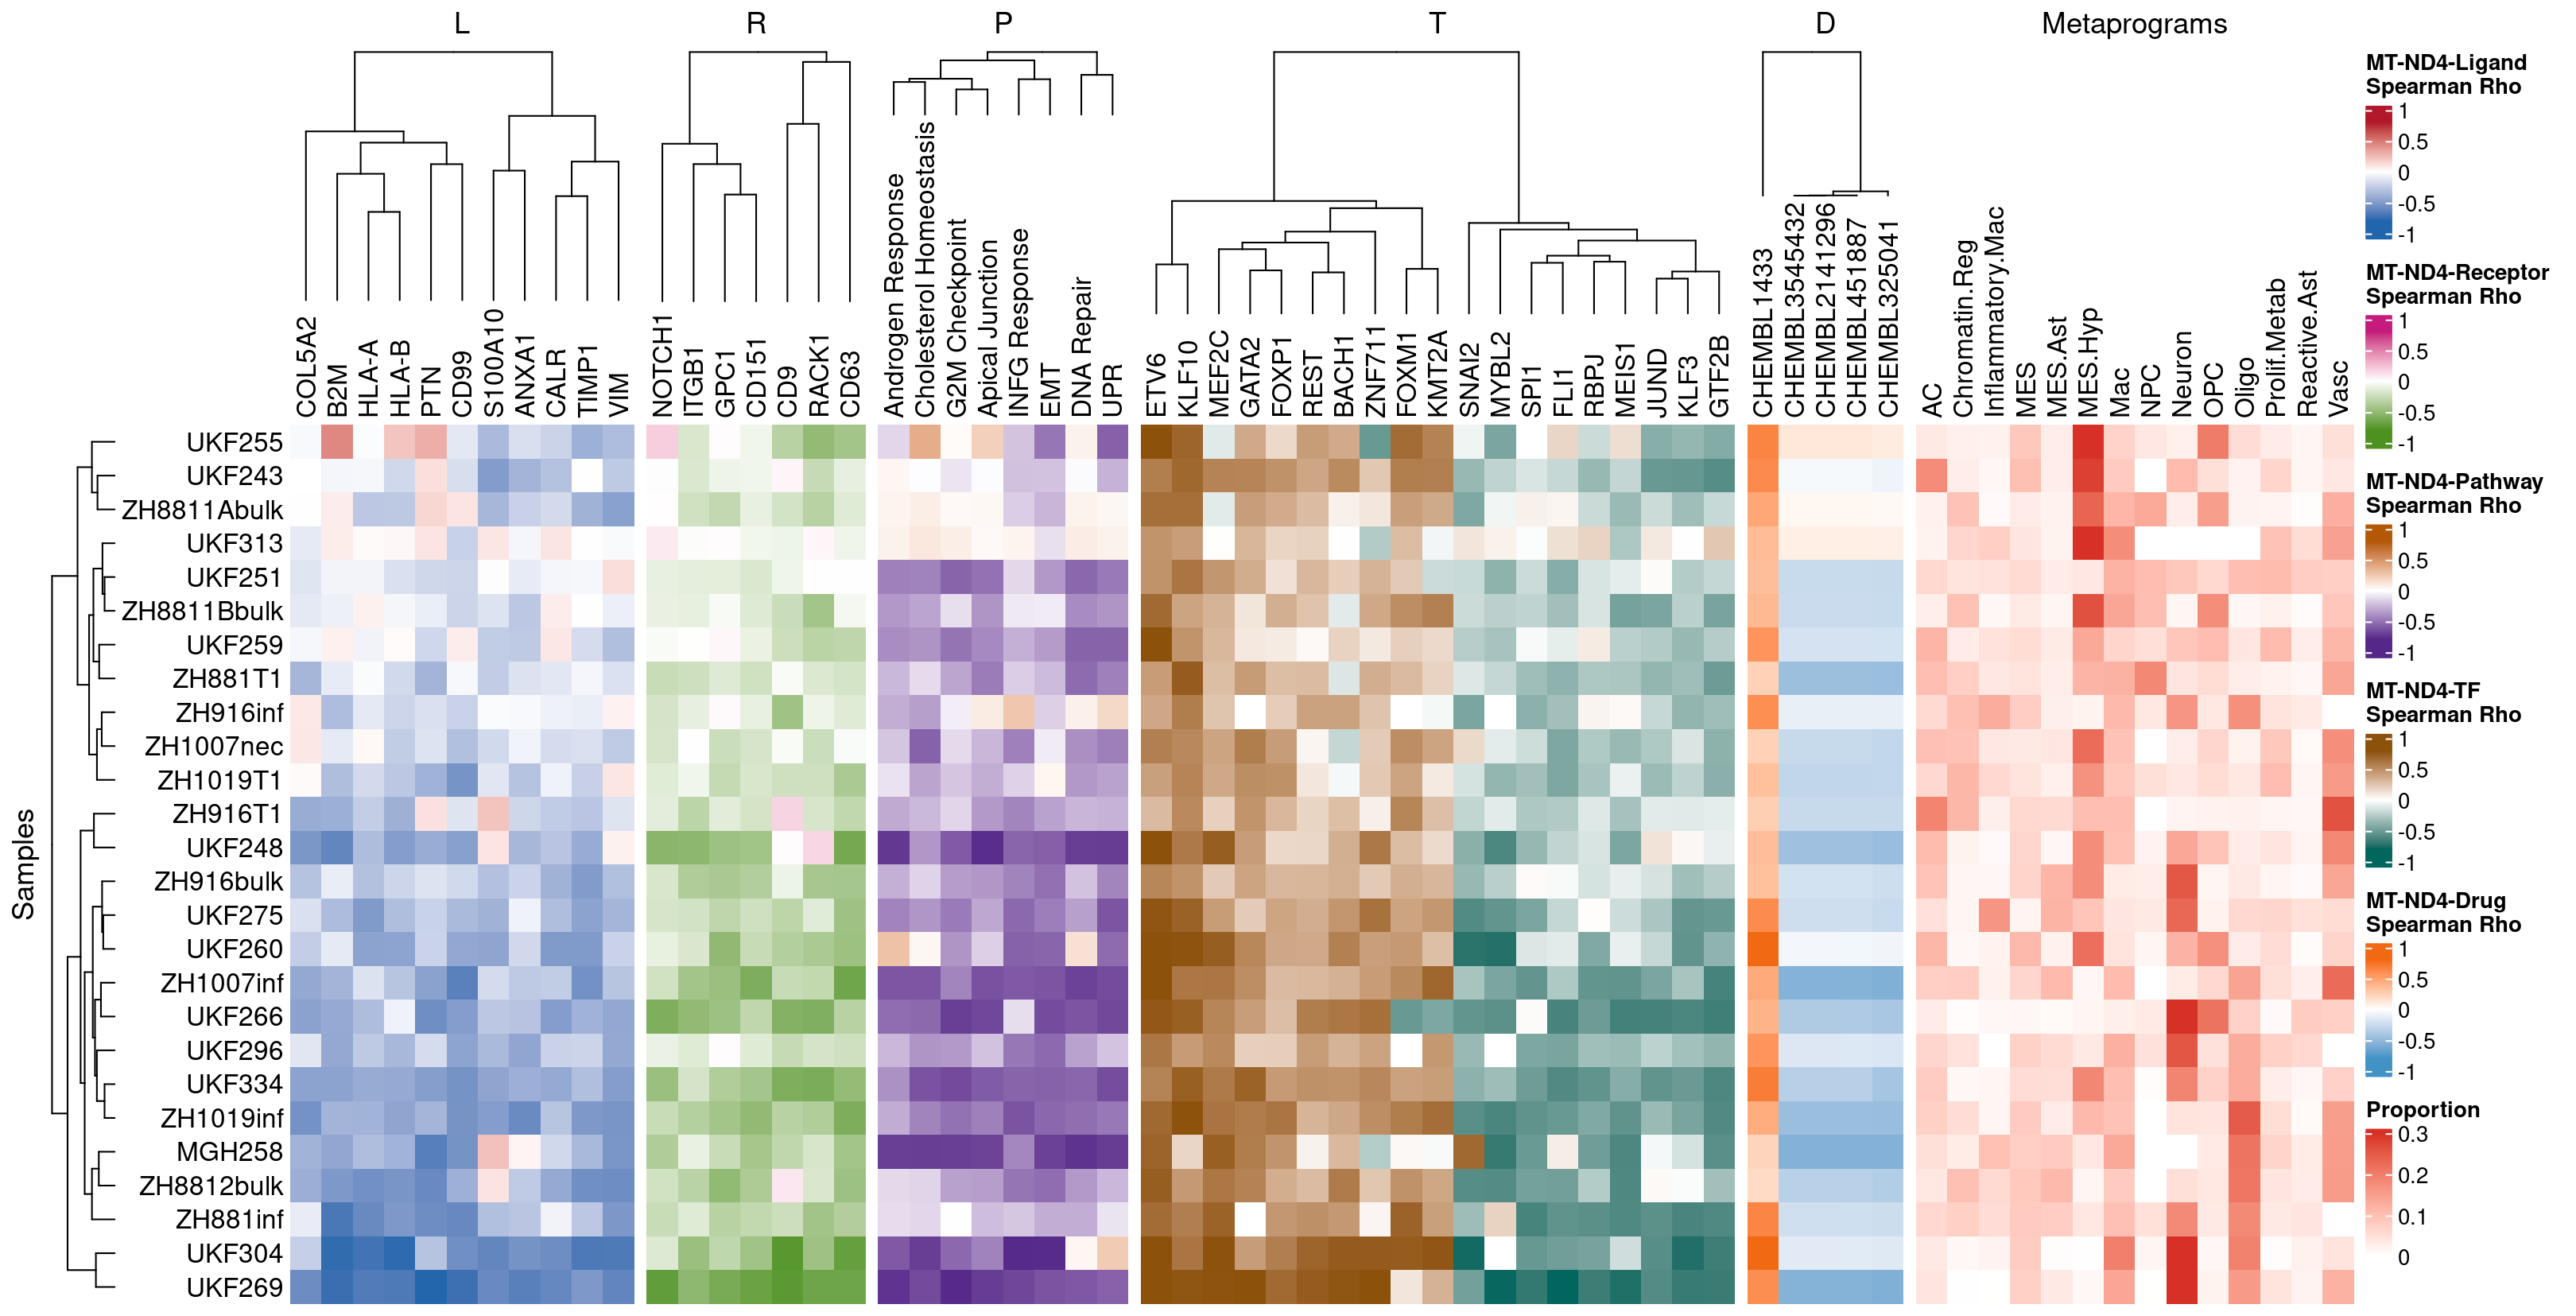 L
R
P
T
D
Metaprograms
COL5A2
B2M
HLA-A
HLA-B
PTN
CD99
S100A10
ANXA1
CALR
TIMP1
VIM
NOTCH1
ITGB1
GPC1
CD151
CD9
RACK1
CD63
Androgen Response
Cholesterol Homeostasis
G2M Checkpoint
Apical Junction
INFG Response
EMT
DNA Repair
UPR
ETV6
KLF10
MEF2C
GATA2
FOXP1
REST
BACH1
ZNF711
FOXM1
KMT2A
SNAI2
MYBL2
SPI1
FLI1
RBPJ
MEIS1
JUND
KLF3
GTF2B
CHEMBL1433
CHEMBL3545432
CHEMBL2141296
CHEMBL451887
CHEMBL325041
AC
Chromatin.Reg
Inflammatory.Mac
MES
MES.Ast
MES.Hyp
Mac
NPC
Neuron
OPC
Oligo
Prolif.Metab
Reactive.Ast
Vasc
Samples
UKF255
UKF243
ZH8811Abulk
UKF313
UKF251
ZH8811Bbulk
UKF259
ZH881T1
ZH916inf
ZH1007nec
ZH1019T1
ZH916T1
UKF248
ZH916bulk
UKF275
UKF260
ZH1007inf
UKF266
UKF296
UKF334
ZH1019inf
MGH258
ZH8812bulk
ZH881inf
UKF304
UKF269
MT-ND4-Ligand
Spearman Rho
1
0.5
0
-0.5
-1
MT-ND4-Receptor
Spearman Rho
1
0.5
0
-0.5
-1
MT-ND4-Pathway
Spearman Rho
1
0.5
0
-0.5
-1
MT-ND4-TF
Spearman Rho
1
0.5
0
-0.5
-1
MT-ND4-Drug
Spearman Rho
1
0.5
0
-0.5
-1
Proportion
0.3
0.2
0.1
0